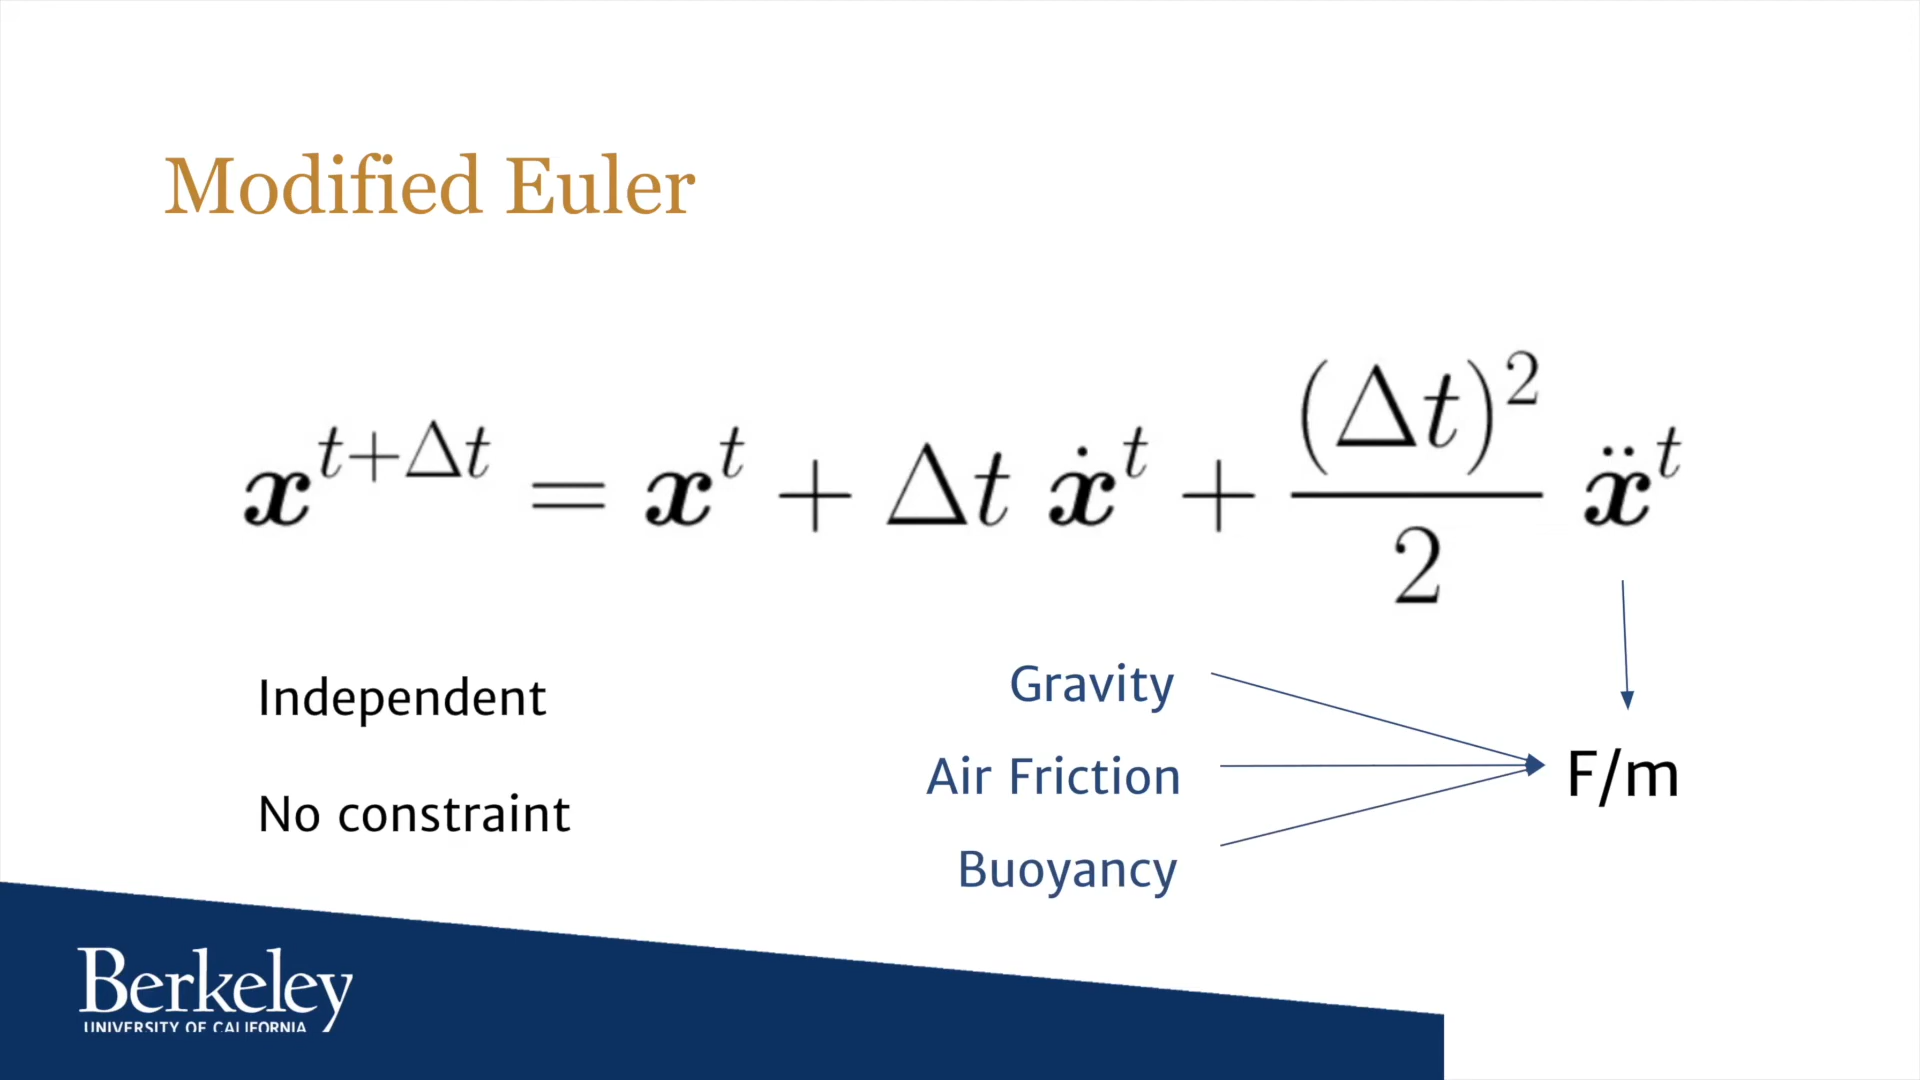 Modified Euler
𝒙^{t+Δt} = 𝒙^t + Δt 𝒙̇^t + (Δt)^2/2 𝒙̈^t
Independent
No constraint
Gravity
Air Friction
Buoyancy
F/m
Berkeley
UNIVERSITY OF CALIFORNIA